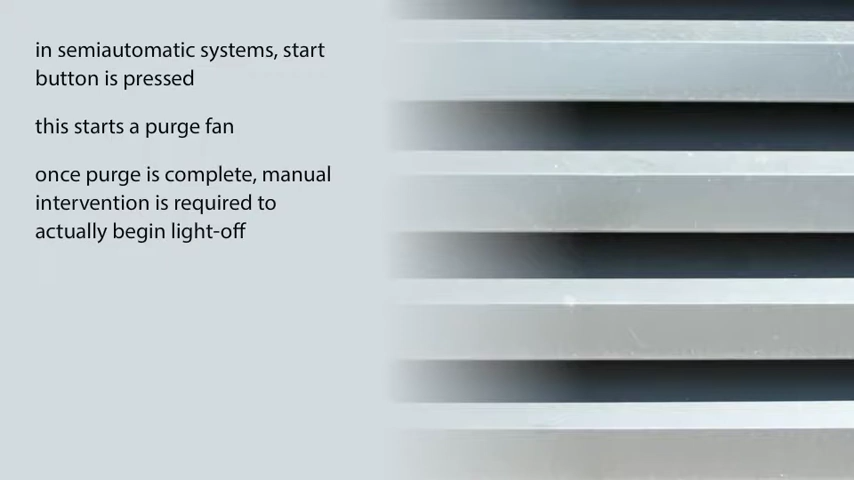 in semiautomatic systems, start
button is pressed
this starts a purge fan
once purge is complete, manual
intervention is required to
actually begin light-off